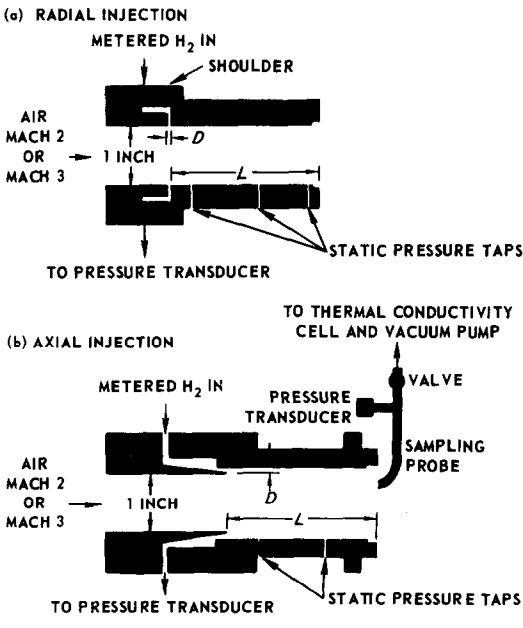 (a) RADIAL INJECTION
METERED H2 IN
SHOULDER
AIR
MACH 2
OR
MACH 3
1 INCH
D
L
STATIC PRESSURE TAPS
TO PRESSURE TRANSDUCER
TO THERMAL CONDUCTIVITY
CELL AND VACUUM PUMP
(b) AXIAL INJECTION
VALVE
METERED H2 IN
PRESSURE
TRANSDUCER
SAMPLING
PROBE
AIR
MACH 2
OR
MACH 3
1 INCH
D
L
STATIC PRESSURE TAPS
TO PRESSURE TRANSDUCER